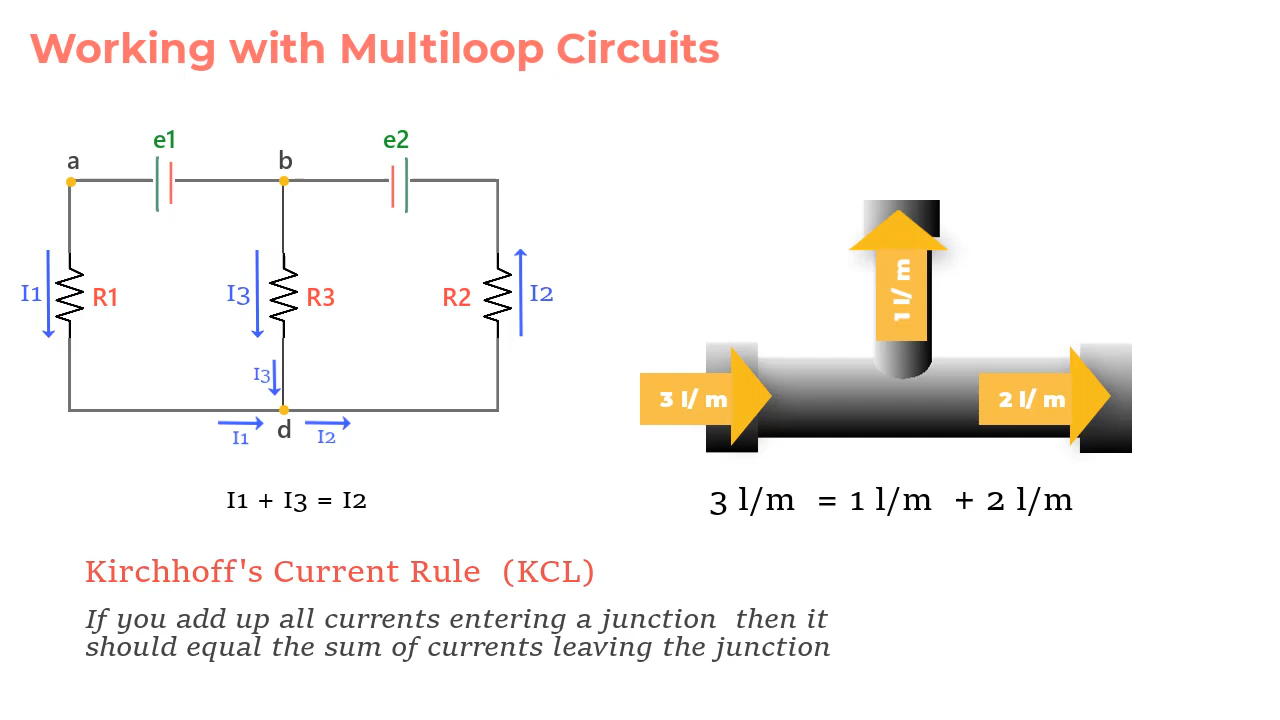 Working with Multiloop Circuits
e1
e2
a
b
I1
R1
I3
R3
R2
I2
I3
I1
d
I2
I1 + I3 = I2
1 l/ m
3 l/ m
2 l/ m
3 l/m = 1 l/m + 2 l/m
Kirchhoff's Current Rule (KCL)
If you add up all currents entering a junction then it
should equal the sum of currents leaving the junction